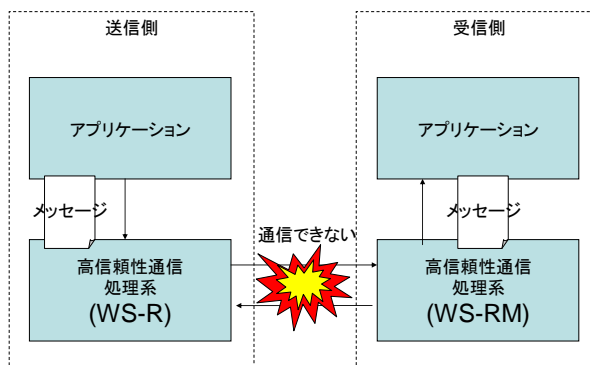 送信側
受信側
アプリケーション
アプリケーション
メッセージ
メッセージ
通信できない
高信頼性通信
処理系
(WS-R)
高信頼性通信
処理系
(WS-RM)